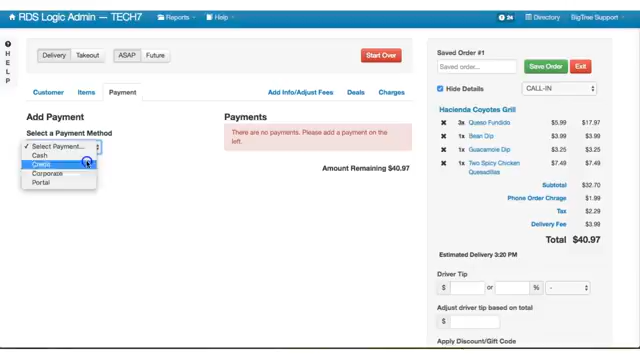 RDS Logic Admin — TECH7
Reports
Help
24
Directory
BigTree Support
?
H
E
L
P
Delivery
Takeout
ASAP
Future
Start Over
Customer
Items
Payment
Add Info/Adjust Fees
Deals
Charges
Add Payment
Select a Payment Method
✓ Select Payment...
Cash
Credit
Corporate
Portal
Payments
There are no payments. Please add a payment on the
left.
Amount Remaining $40.97
Saved Order #1
Saved order...
Save Order
Exit
Hide Details
CALL-IN
Hacienda Coyotes Grill
✖ 3x Queso Fundido $5.99 $17.97
✖ 1x Bean Dip $3.99 $3.99
✖ 1x Guacamole Dip $3.25 $3.25
✖ 1x Two Spicy Chicken $7.49 $7.49
Quesadillas
Subtotal $32.70
Phone Order Chrage $1.99
Tax $2.29
Delivery Fee $3.99
Total $40.97
Estimated Delivery 3:20 PM
Driver Tip
$ or % -
Adjust driver tip based on total
$
Apply Discount/Gift Code